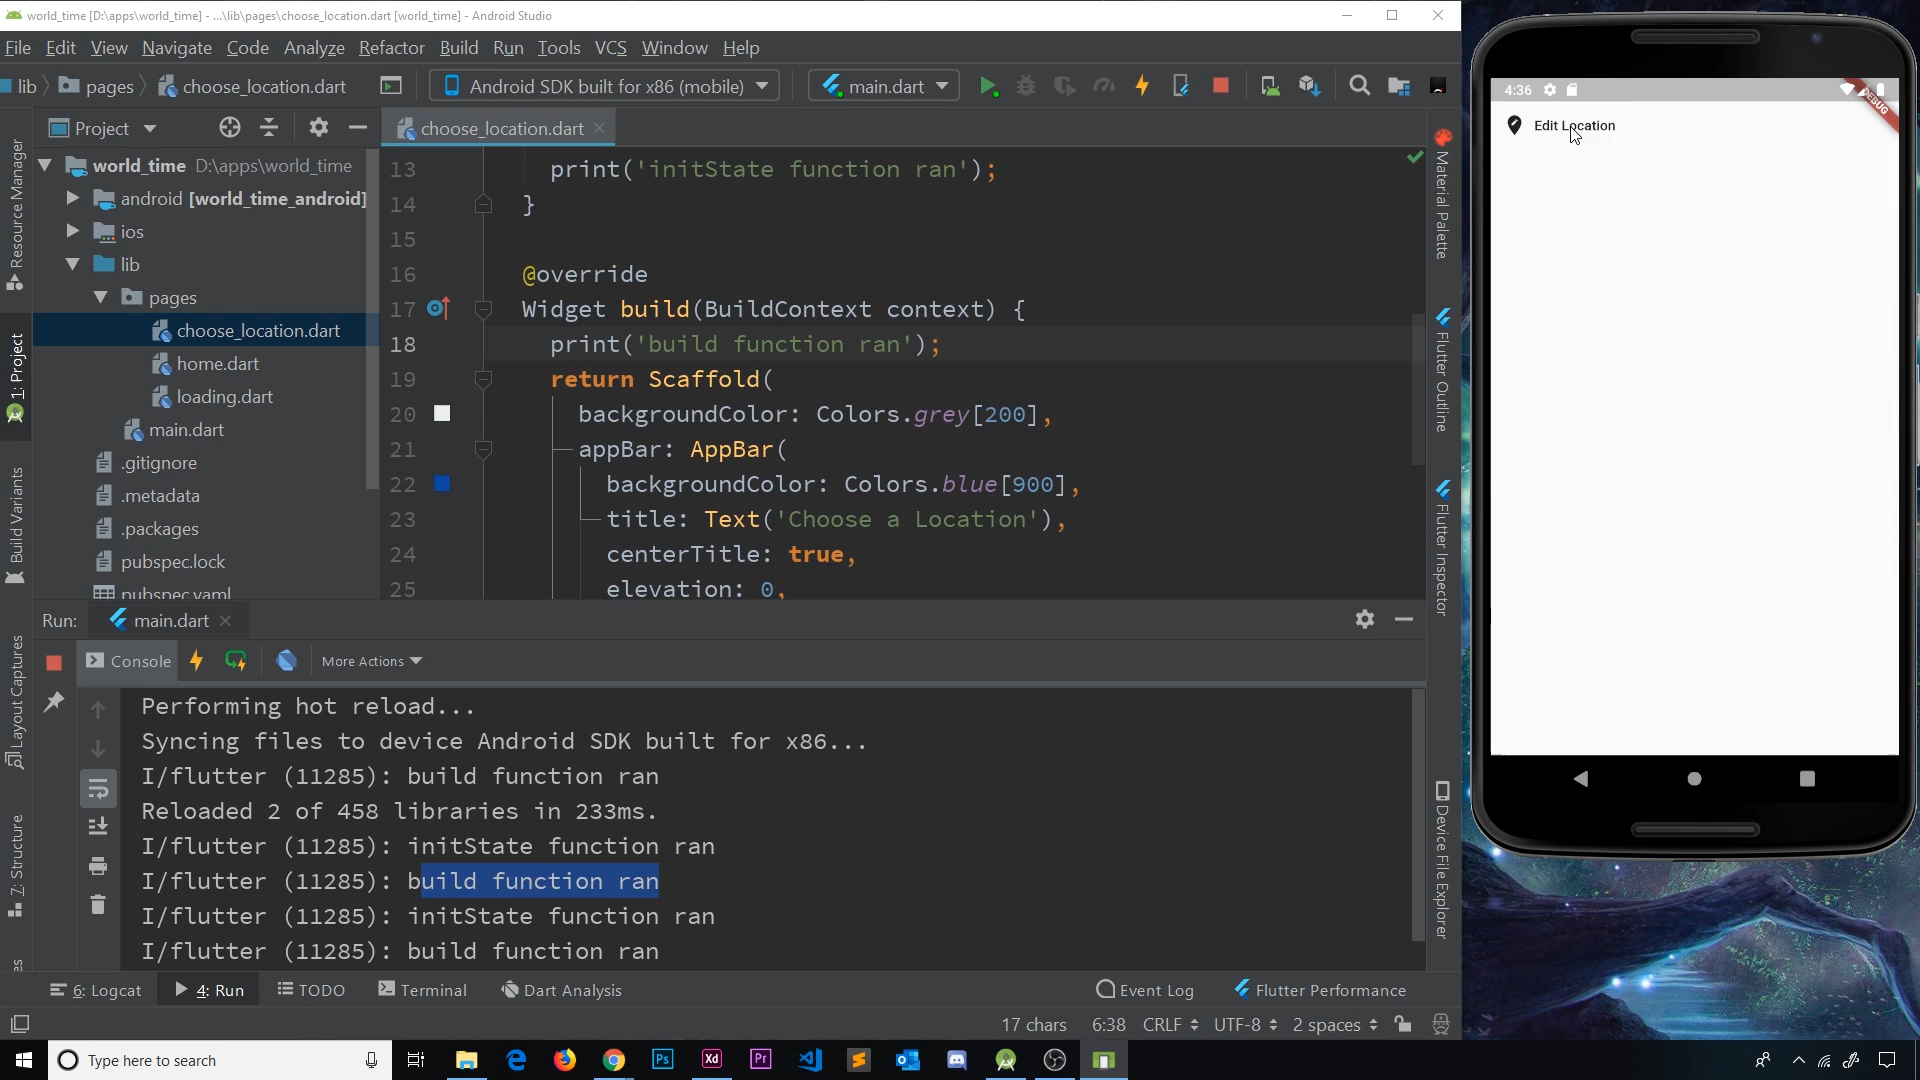 world_time [D:\apps\world_time] - ...\lib\pages\choose_location.dart [world_time] - Android Studio
File Edit View Navigate Code Analyze Refactor Build Run Tools VCS Window Help
lib pages choose_location.dart Android SDK built for x86 (mobile) main.dart
Project choose_location.dart
world_time D:\apps\world_time
android [world_time_android]
ios
lib
pages
choose_location.dart
home.dart
loading.dart
main.dart
.gitignore
.metadata
.packages
pubspec.lock
pubspec.yaml
Resource Manager
1: Project
Build Variants
Layout Captures
7: Structure
13 print('initState function ran');
14 }
15
16 @override
17 Widget build(BuildContext context) {
18 print('build function ran');
19 return Scaffold(
20 backgroundColor: Colors.grey[200],
21 appBar: AppBar(
22 backgroundColor: Colors.blue[900],
23 title: Text('Choose a Location'),
24 centerTitle: true,
25 elevation: 0,
Material Palette
Flutter Outline
Flutter Inspector
Device File Explorer
Run: main.dart
Console More Actions
Performing hot reload...
Syncing files to device Android SDK built for x86...
I/flutter (11285): build function ran
Reloaded 2 of 458 libraries in 233ms.
I/flutter (11285): initState function ran
I/flutter (11285): build function ran
I/flutter (11285): initState function ran
I/flutter (11285): build function ran
6: Logcat 4: Run TODO Terminal Dart Analysis Event Log Flutter Performance
17 chars 6:38 CRLF UTF-8 2 spaces
Type here to search
Ps Xd Pr
4:36
DEBUG
Edit Location